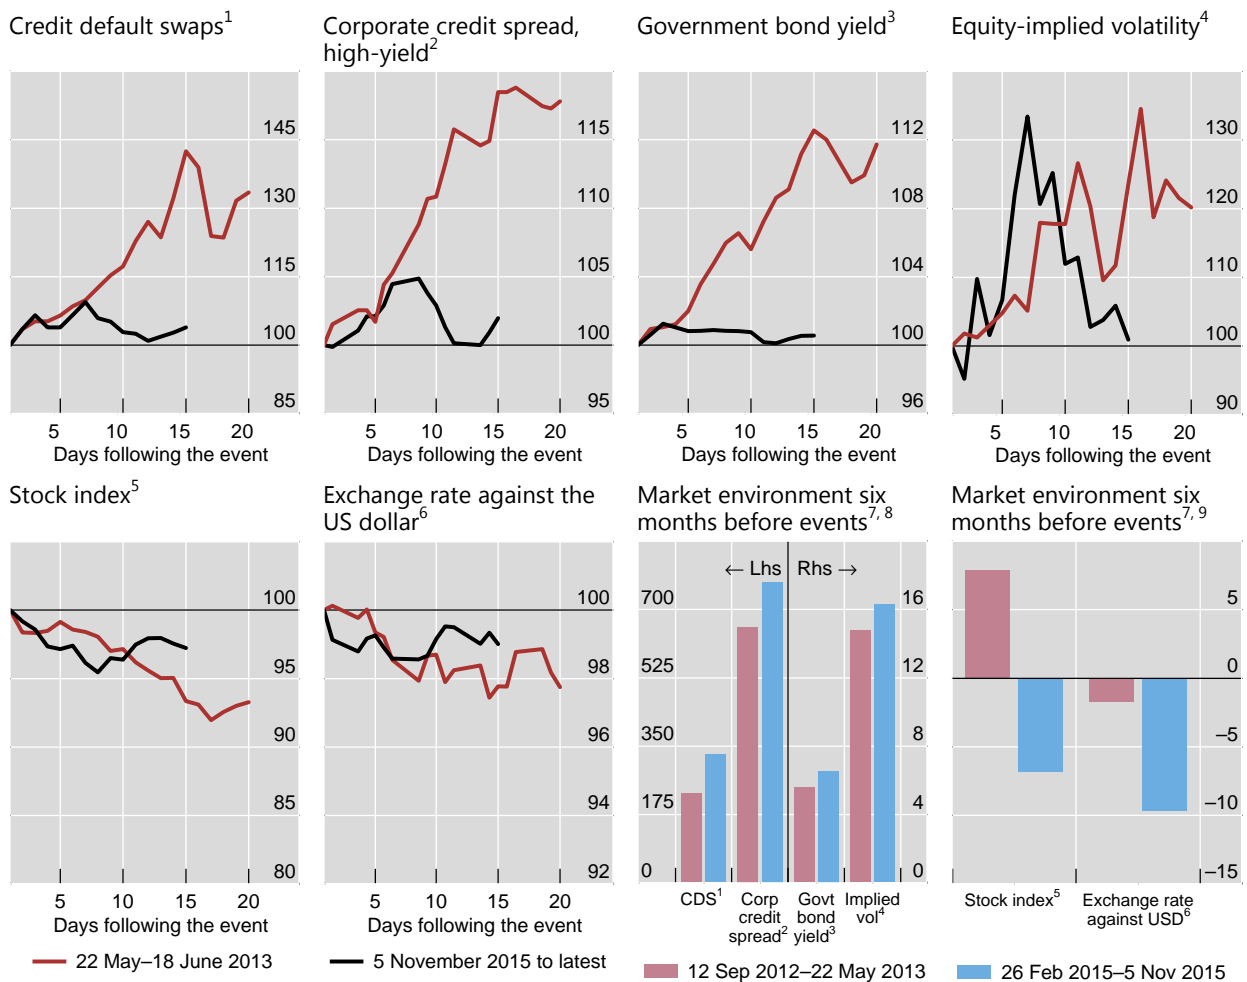 Credit default swaps1
145
130
115
100
85
5 10 15 20
Days following the event
Corporate credit spread,
high-yield2
115
110
105
100
95
5 10 15 20
Days following the event
Government bond yield3
112
108
104
100
96
5 10 15 20
Days following the event
Equity-implied volatility4
130
120
110
100
90
5 10 15 20
Days following the event
Stock index5
100
95
90
85
80
5 10 15 20
Days following the event
Exchange rate against the
US dollar6
100
98
96
94
92
5 10 15 20
Days following the event
Market environment six
months before events7, 8
← Lhs Rhs →
700 16
525 12
350 8
175 4
0 0
CDS1
Corp
credit
spread2
Govt
bond
yield3
Implied
vol4
Market environment six
months before events7, 9
5
0
–5
–10
–15
Stock index5
Exchange rate
against USD6
22 May–18 June 2013
5 November 2015 to latest
12 Sep 2012–22 May 2013
26 Feb 2015–5 Nov 2015